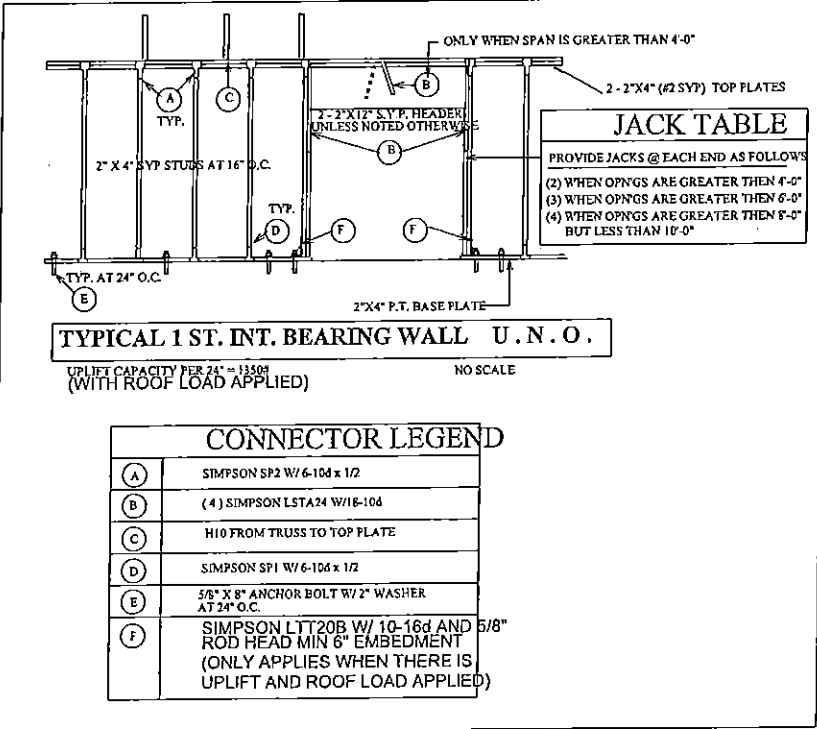 ONLY WHEN SPAN IS GREATER THAN 4'-0"
B
A
TYP.
C
2 - 2"X4" (#2 SYP) TOP PLATES
2 - 2"X12" S.Y.P. HEADER
UNLESS NOTED OTHERWISE
B
2" X 4" SYP STUDS AT 16" O.C.
JACK TABLE
PROVIDE JACKS @ EACH END AS FOLLOWS
(2) WHEN OPN'GS ARE GREATER THEN 4'-0"
(3) WHEN OPN'GS ARE GREATER THEN 6'-0"
(4) WHEN OPN'GS ARE GREATER THEN 8'-0"
BUT LESS THAN 10'-0"
TYP.
D
F
F
TYP. AT 24" O.C.
E
2"X4" P.T. BASE PLATE
TYPICAL 1 ST. INT. BEARING WALL U.N.O.
UPLIFT CAPACITY PER 24" = 1350#
(WITH ROOF LOAD APPLIED)
NO SCALE
CONNECTOR LEGEND
A SIMPSON SP2 W/ 6-10d x 1/2
B ( 4 ) SIMPSON LSTA24 W/18-10d
C H10 FROM TRUSS TO TOP PLATE
D SIMPSON SP1 W/ 6-10d x 1/2
E 5/8" X 8" ANCHOR BOLT W/ 2" WASHER
AT 24" O.C.
F SIMPSON LTT20B W/ 10-16d AND 5/8"
ROD HEAD MIN 6" EMBEDMENT
(ONLY APPLIES WHEN THERE IS
UPLIFT AND ROOF LOAD APPLIED)